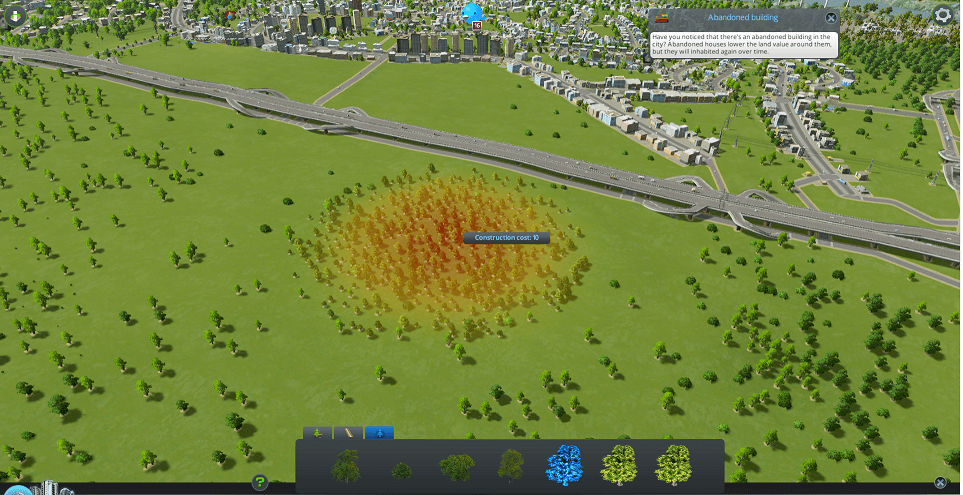 Abandoned building
Have you noticed that there's an abandoned building in the
city? Abandoned houses lower the land value around them,
but they will inhabited again over time.
Construction cost: 10
?